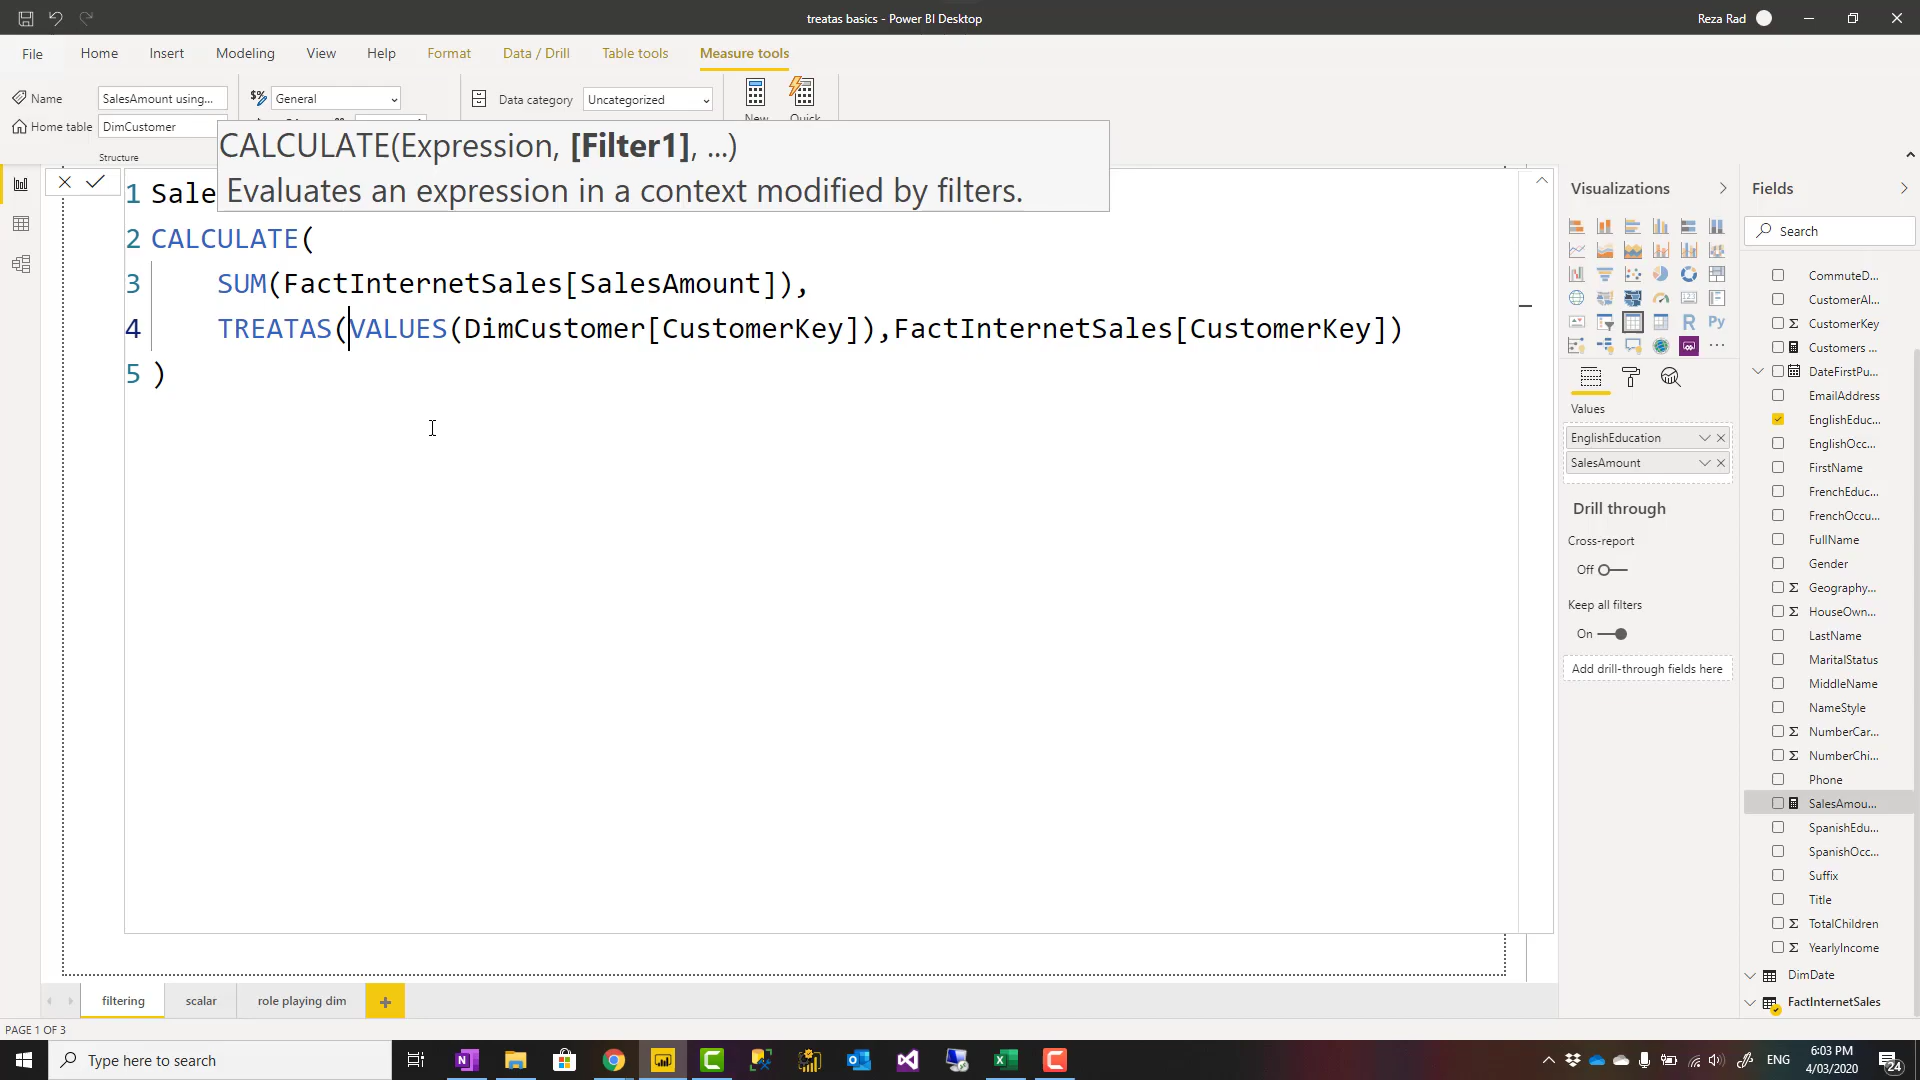 treatas basics - Power BI Desktop
Reza Rad
File
Home
Insert
Modeling
View
Help
Format
Data / Drill
Table tools
Measure tools
Name
SalesAmount using...
General
Data category
Uncategorized
New
Quick
Home table
DimCustomer
Structure
CALCULATE(Expression, [Filter1], ...)
Evaluates an expression in a context modified by filters.
1 Sale
2 CALCULATE(
3 SUM(FactInternetSales[SalesAmount]),
4 TREATAS(VALUES(DimCustomer[CustomerKey]),FactInternetSales[CustomerKey])
5 )
Visualizations
R
Py
123
Values
EnglishEducation
SalesAmount
Drill through
Cross-report
Off
Keep all filters
On
Add drill-through fields here
Fields
Search
CommuteD...
CustomerAl...
Σ CustomerKey
Customers ...
DateFirstPu...
EmailAddress
EnglishEduc...
EnglishOcc...
FirstName
FrenchEduc...
FrenchOccu...
FullName
Gender
Σ Geography...
Σ HouseOwn...
LastName
MaritalStatus
MiddleName
NameStyle
Σ NumberCar...
Σ NumberChi...
Phone
SalesAmou...
SpanishEdu...
SpanishOcc...
Suffix
Title
Σ TotalChildren
Σ YearlyIncome
DimDate
FactInternetSales
filtering
scalar
role playing dim
PAGE 1 OF 3
Type here to search
ENG
6:03 PM
4/03/2020
24